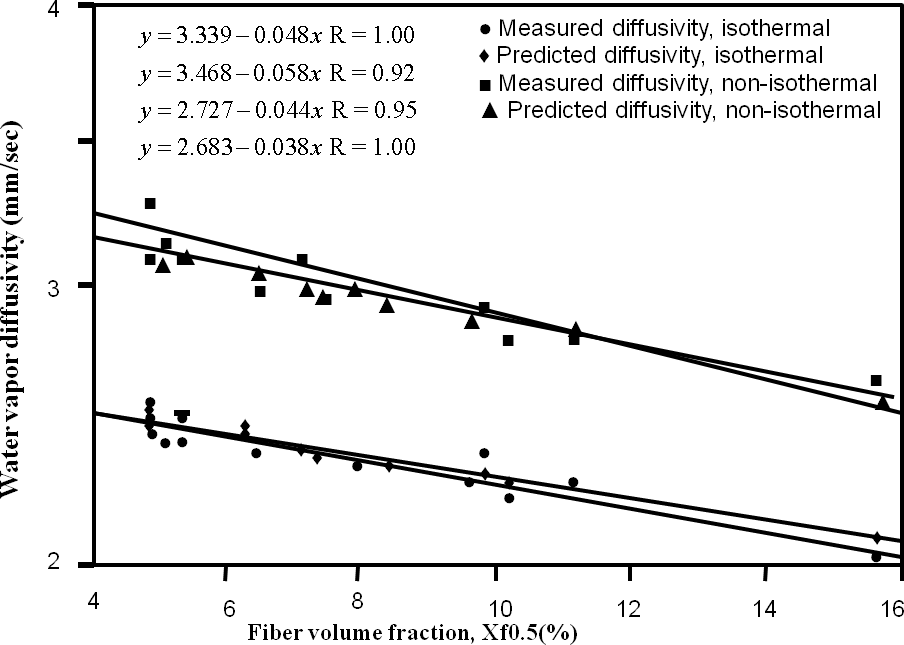 y = 3.339 – 0.048x R = 1.00
y = 3.468 – 0.058x R = 0.92
y = 2.727 – 0.044x R = 0.95
y = 2.683 – 0.038x R = 1.00
Measured diffusivity, isothermal
Predicted diffusivity, isothermal
Measured diffusivity, non-isothermal
Predicted diffusivity, non-isothermal
Water vapor diffusivity (mm/sec)
4
3
2
4 6 8 10 12 14 16
Fiber volume fraction, Xf0.5(%)